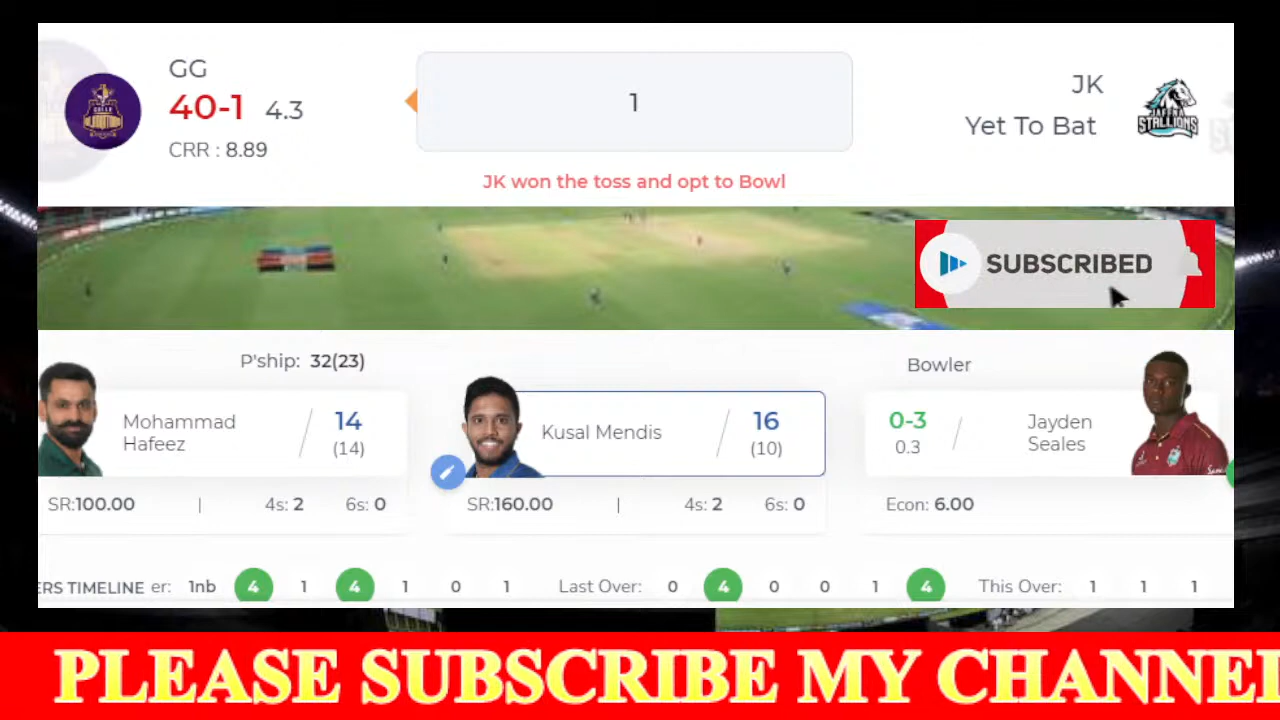 GG
40-1 4.3
CRR : 8.89
1
JK won the toss and opt to Bowl
JK
Yet To Bat
JAFFNA
STALLIONS
SUBSCRIBED
P'ship: 32(23)
Bowler
Mohammad
Hafeez
14
(14)
Kusal Mendis
16
(10)
0-3
0.3
Jayden
Seales
SR:100.00 | 4s: 2 6s: 0
SR:160.00 | 4s: 2 6s: 0
Econ: 6.00
ERS TIMELINE er: 1nb 4 1 4 1 0 1 Last Over: 0 4 0 0 1 4 This Over: 1 1 1
PLEASE SUBSCRIBE MY CHANNEL